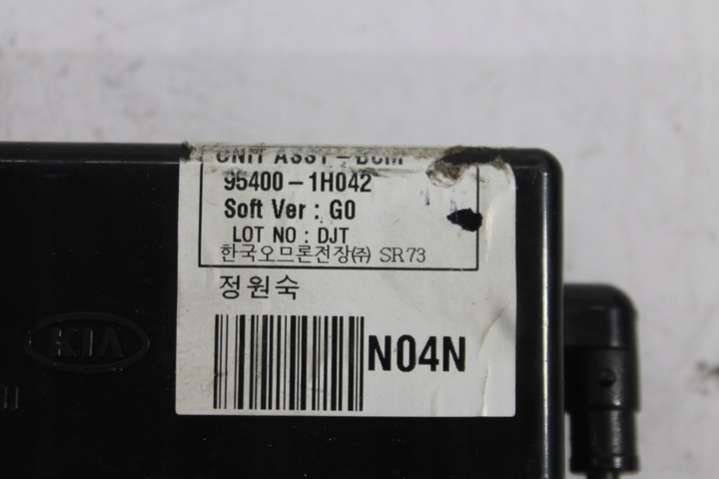 UNIT ASSY-BCM
95400-1H042
Soft Ver : G0
LOT NO : DJT
한국오므론전장㈜ SR73
정원숙
N04N
KIA